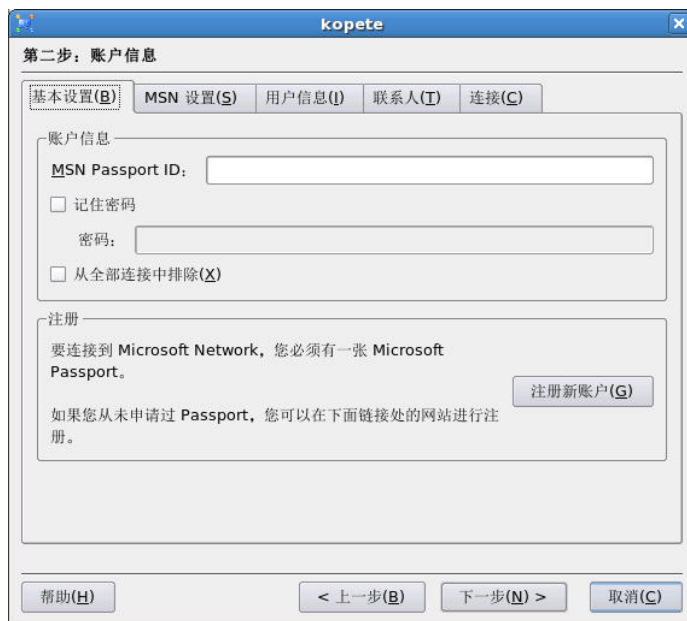 kopete
第二步：账户信息
基本设置(B) MSN 设置(S) 用户信息(I) 联系人(T) 连接(C)
账户信息
MSN Passport ID：
记住密码
密码：
从全部连接中排除(X)
注册
要连接到 Microsoft Network，您必须有一张 Microsoft
Passport。
注册新账户(G)
如果您从未申请过 Passport，您可以在下面链接处的网站进行注
册。
帮助(H) < 上一步(B) 下一步(N) > 取消(C)